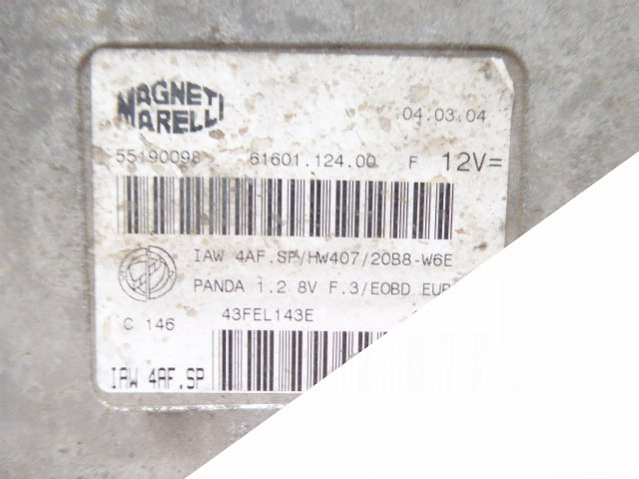 MAGNETI
MARELLI
04.03.04
55190098 61601.124.00 F 12V=
IAW 4AF.SP/HW407/20B8-W6E
PANDA 1.2 8V F.3/EOBD EUR
C 146 43FEL143E
IAW 4AF.SP